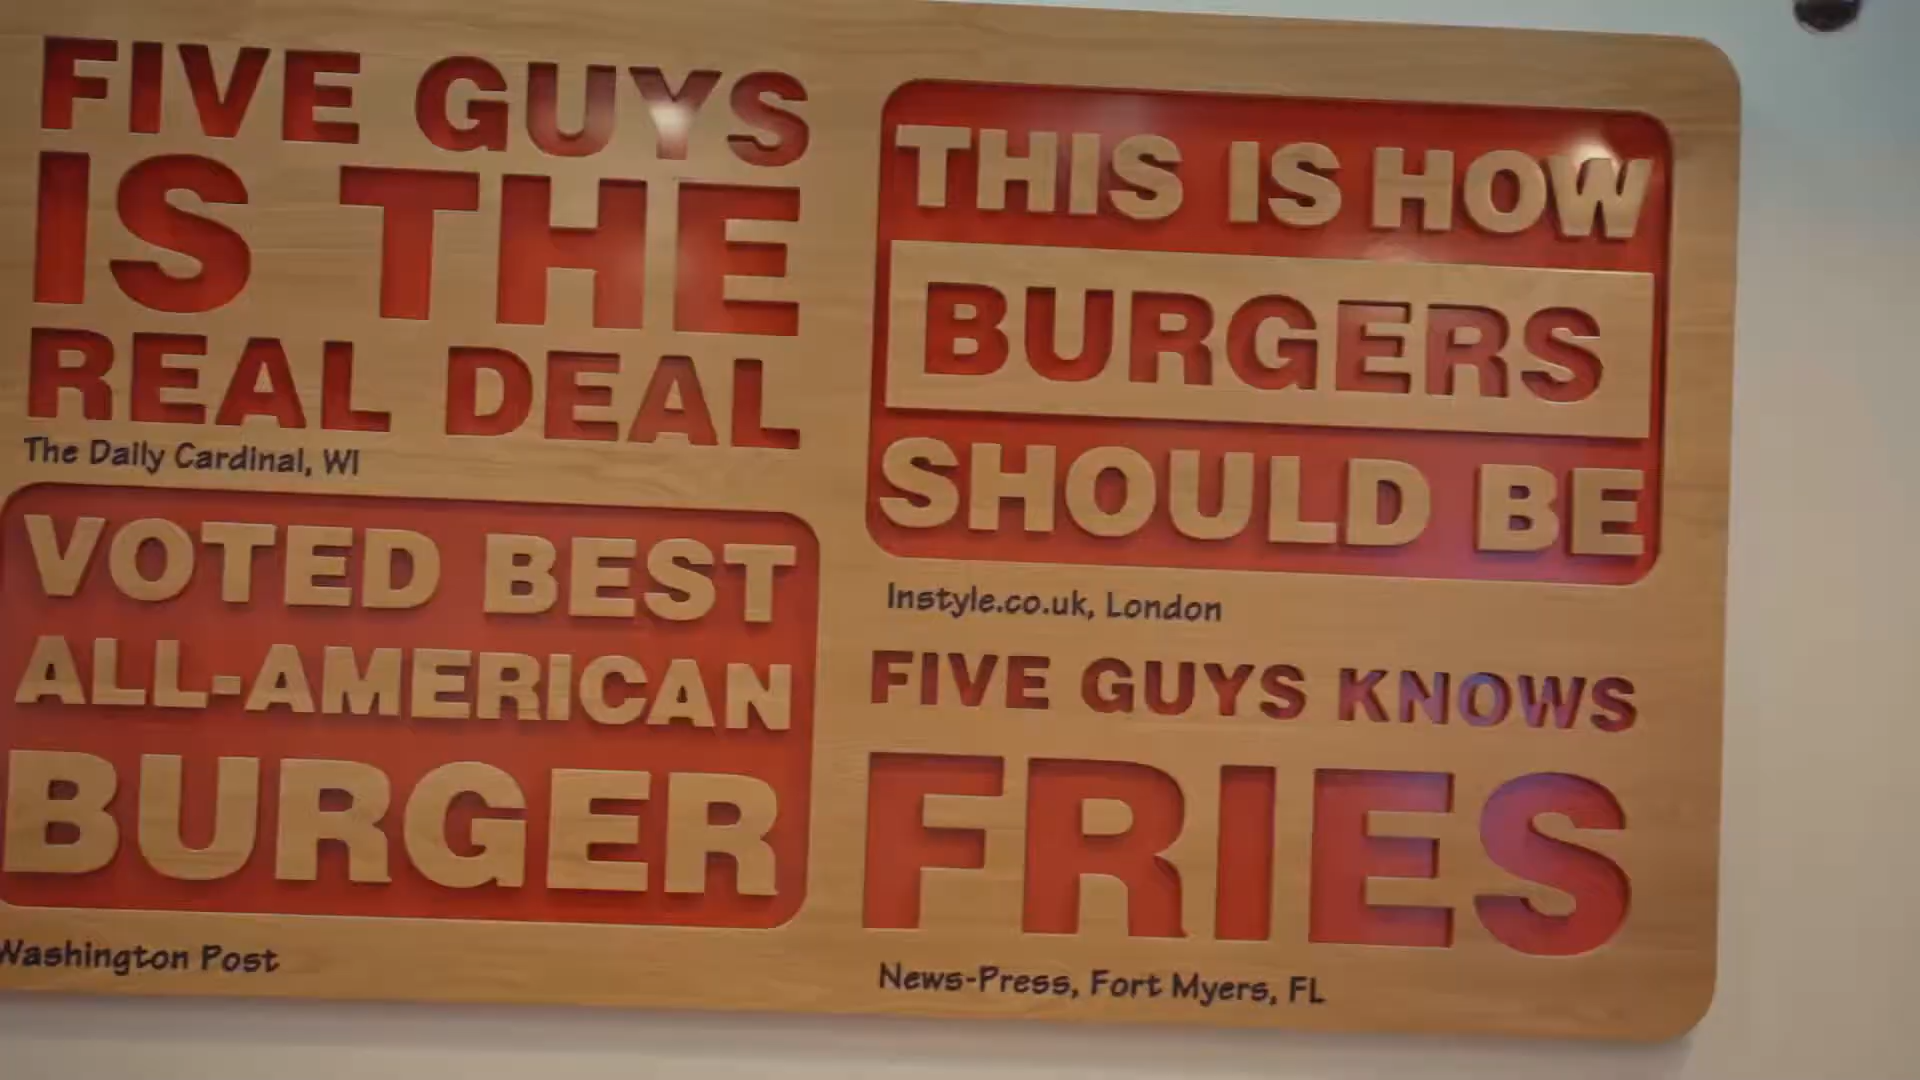 FIVE GUYS
IS THE
REAL DEAL
The Daily Cardinal, WI
VOTED BEST
ALL-AMERICAN
BURGER
Washington Post
THIS IS HOW
BURGERS
SHOULD BE
Instyle.co.uk, London
FIVE GUYS KNOWS
FRIES
News-Press, Fort Myers, FL